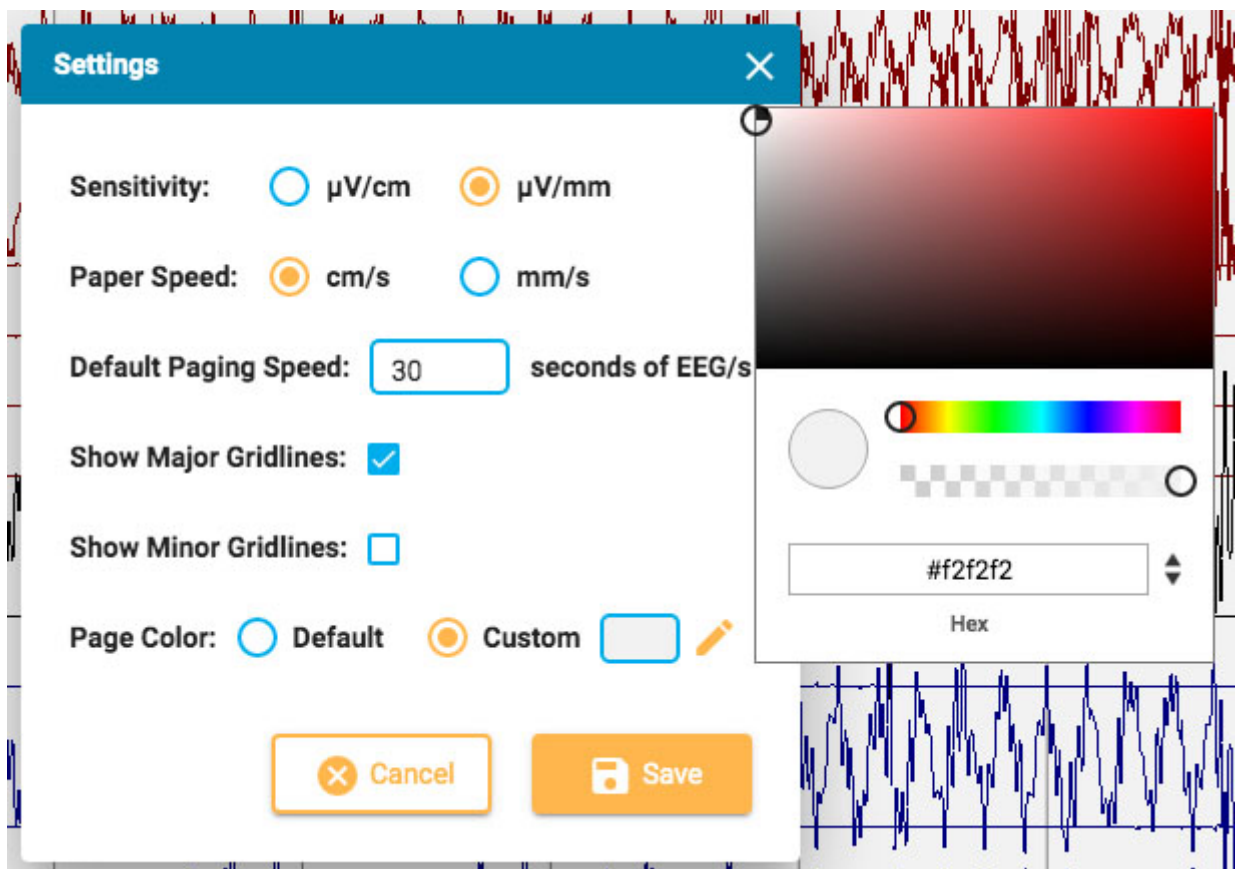 Settings
Sensitivity: µV/cm µV/mm
Paper Speed: cm/s mm/s
Default Paging Speed: 30 seconds of EEG/s
Show Major Gridlines:
Show Minor Gridlines:
Page Color: Default Custom
#f2f2f2
Hex
Cancel Save